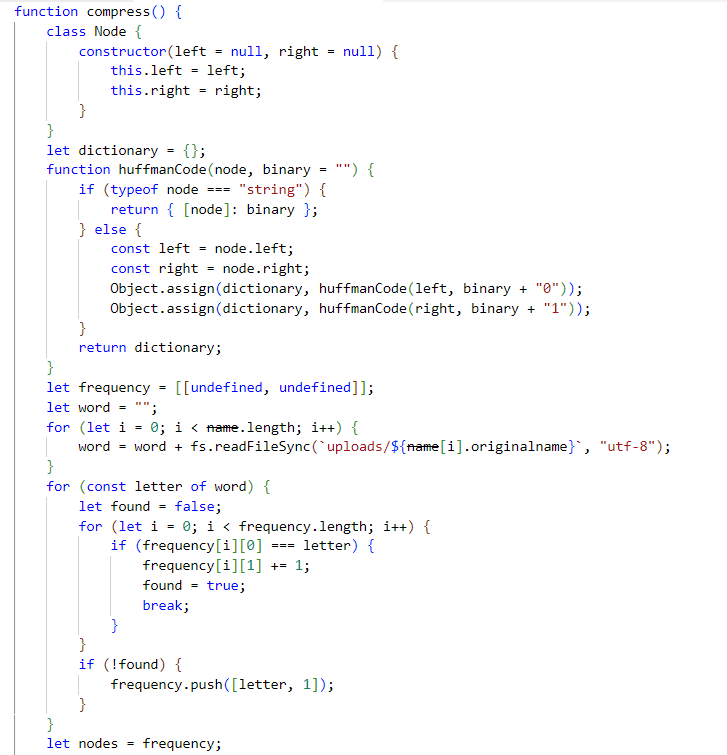 function compress() {
    class Node {
        constructor(left = null, right = null) {
            this.left = left;
            this.right = right;
        }
    }
    let dictionary = {};
    function huffmanCode(node, binary = "") {
        if (typeof node === "string") {
            return { [node]: binary };
        } else {
            const left = node.left;
            const right = node.right;
            Object.assign(dictionary, huffmanCode(left, binary + "0"));
            Object.assign(dictionary, huffmanCode(right, binary + "1"));
        }
        return dictionary;
    }
    let frequency = [[undefined, undefined]];
    let word = "";
    for (let i = 0; i < name.length; i++) {
        word = word + fs.readFileSync(`uploads/${name[i].originalname}`, "utf-8");
    }
    for (const letter of word) {
        let found = false;
        for (let i = 0; i < frequency.length; i++) {
            if (frequency[i][0] === letter) {
                frequency[i][1] += 1;
                found = true;
                break;
            }
        }
        if (!found) {
            frequency.push([letter, 1]);
        }
    }
    let nodes = frequency;